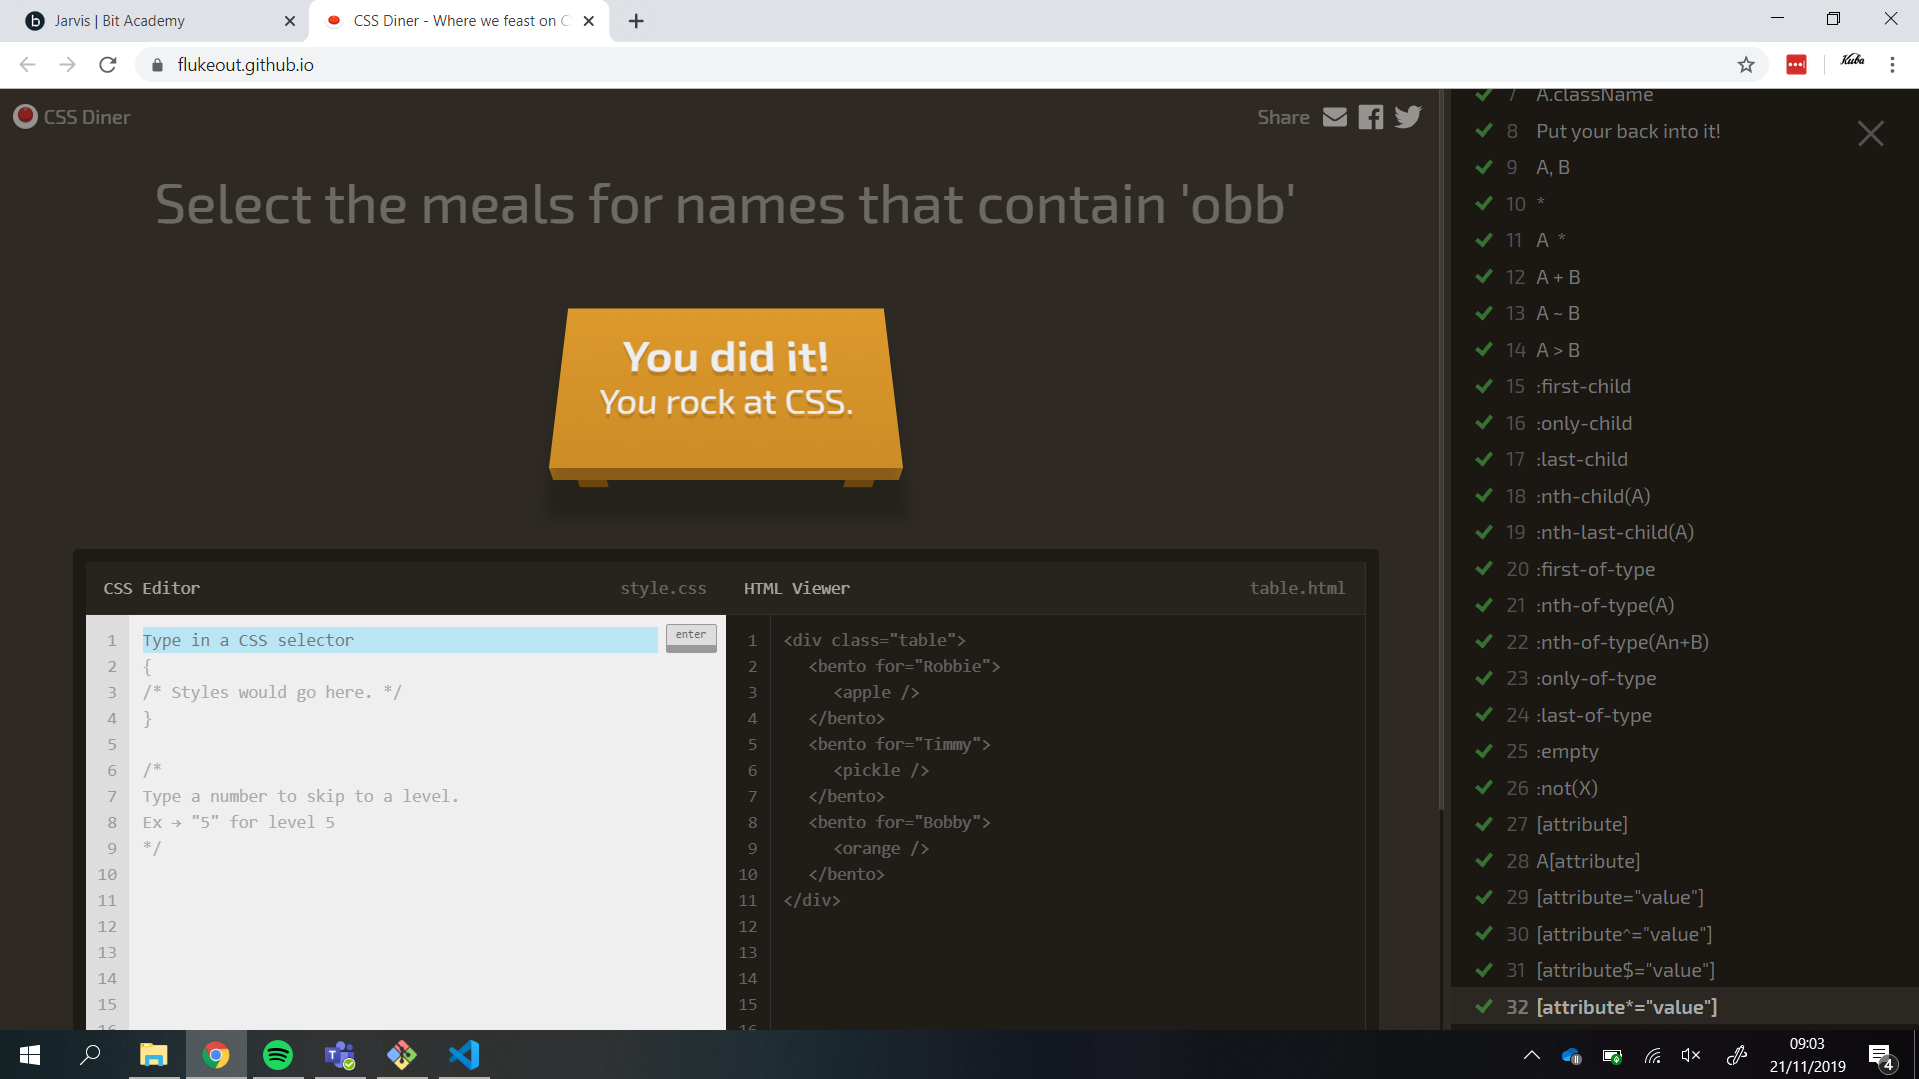 Jarvis | Bit Academy
CSS Diner - Where we feast on C
flukeout.github.io
Kuba
CSS Diner
Share
Select the meals for names that contain 'obb'
You did it!
You rock at CSS.
CSS Editor
style.css
HTML Viewer
table.html
1 Type in a CSS selector
enter
2 {
3 /* Styles would go here. */
4 }
5
6 /*
7 Type a number to skip to a level.
8 Ex → "5" for level 5
9 */
10
11
12
13
14
15
16
1 <div class="table">
2 <bento for="Robbie">
3 <apple />
4 </bento>
5 <bento for="Timmy">
6 <pickle />
7 </bento>
8 <bento for="Bobby">
9 <orange />
10 </bento>
11 </div>
12
13
14
15
16
7 A.className
8 Put your back into it!
9 A, B
10 *
11 A *
12 A + B
13 A ~ B
14 A > B
15 :first-child
16 :only-child
17 :last-child
18 :nth-child(A)
19 :nth-last-child(A)
20 :first-of-type
21 :nth-of-type(A)
22 :nth-of-type(An+B)
23 :only-of-type
24 :last-of-type
25 :empty
26 :not(X)
27 [attribute]
28 A[attribute]
29 [attribute="value"]
30 [attribute^="value"]
31 [attribute$="value"]
32 [attribute*="value"]
09:03
21/11/2019
4